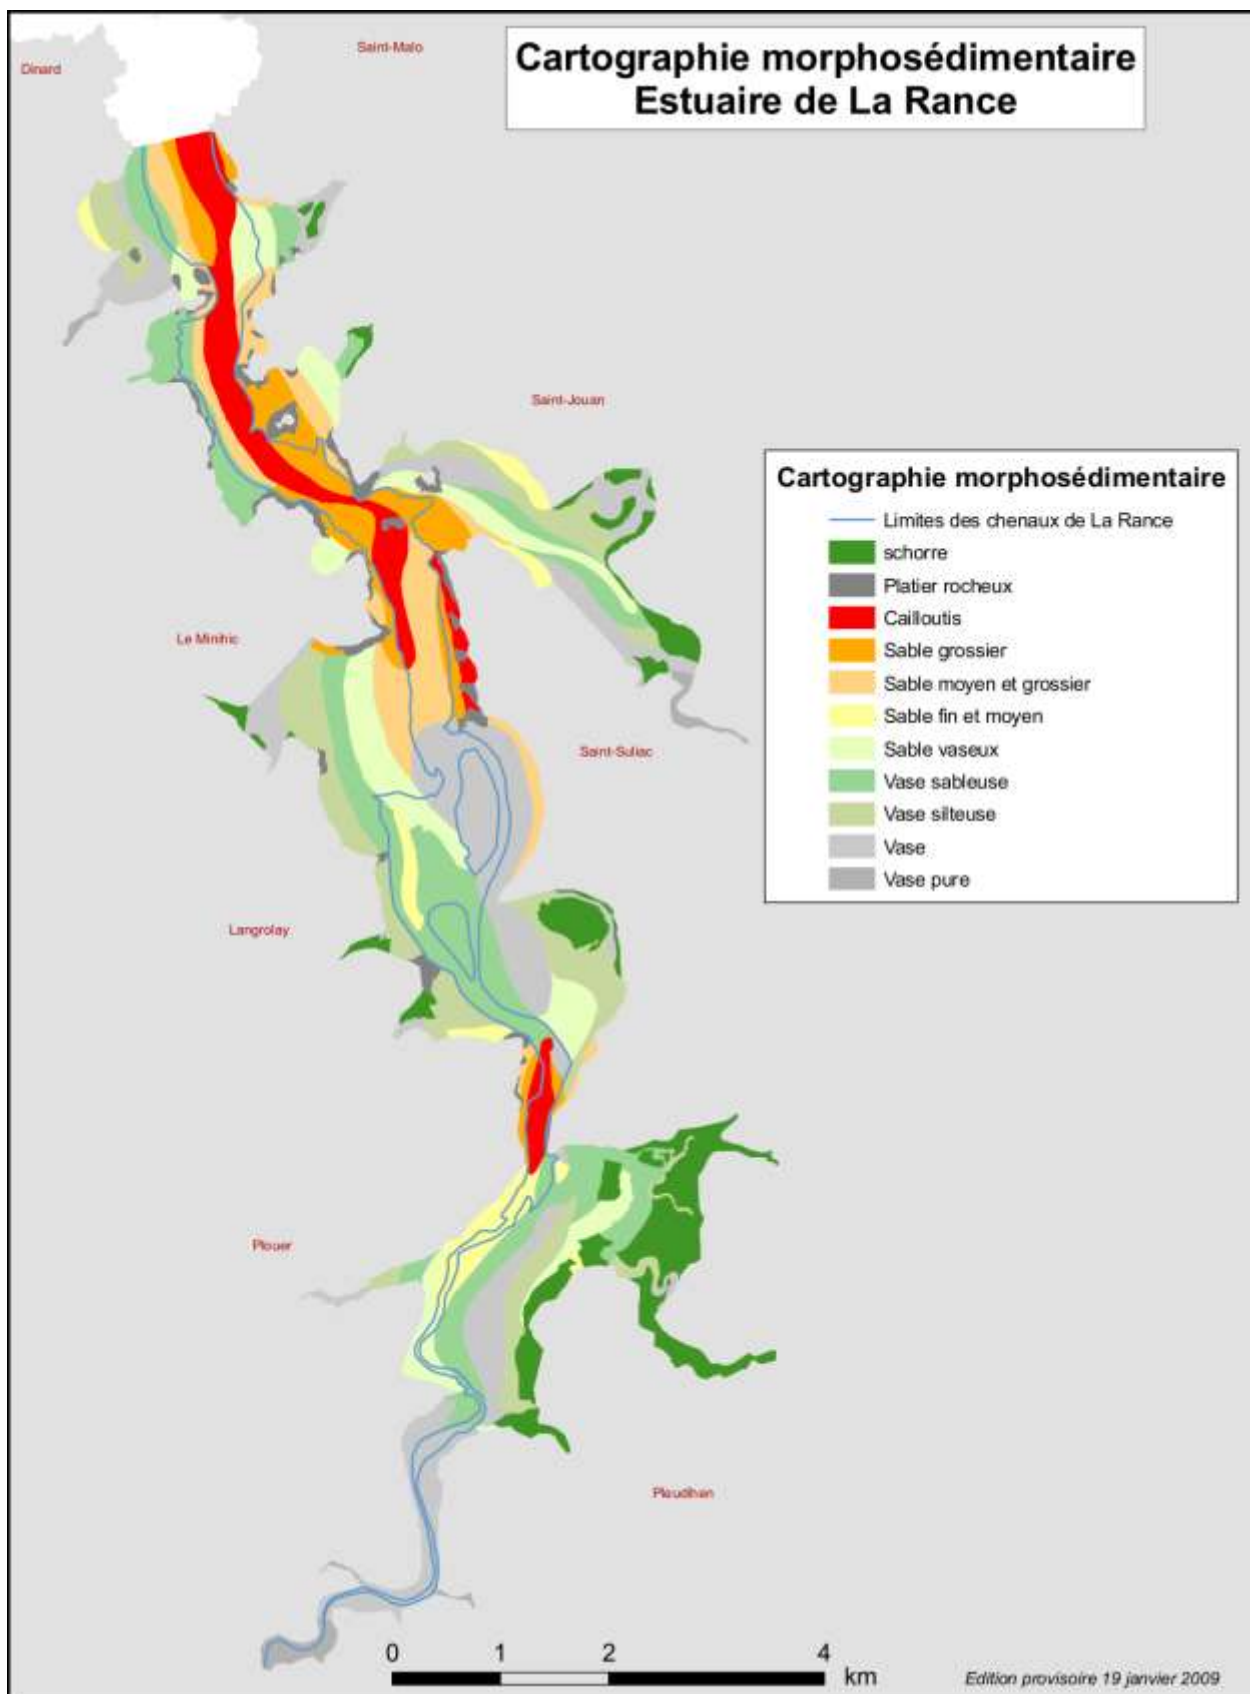 Cartographie morphosédimentaire
Estuaire de La Rance
Saint-Malo
Dinard
Saint-Jouan
Cartographie morphosédimentaire
Limites des chenaux de La Rance
schorre
Platier rocheux
Cailloutis
Sable grossier
Sable moyen et grossier
Sable fin et moyen
Sable vaseux
Vase sableuse
Vase silteuse
Vase
Vase pure
Le Minihic
Saint-Suliac
Langrolay
Plouer
Pleudihen
0 1 2 4
km
Edition provisoire 19 janvier 2009